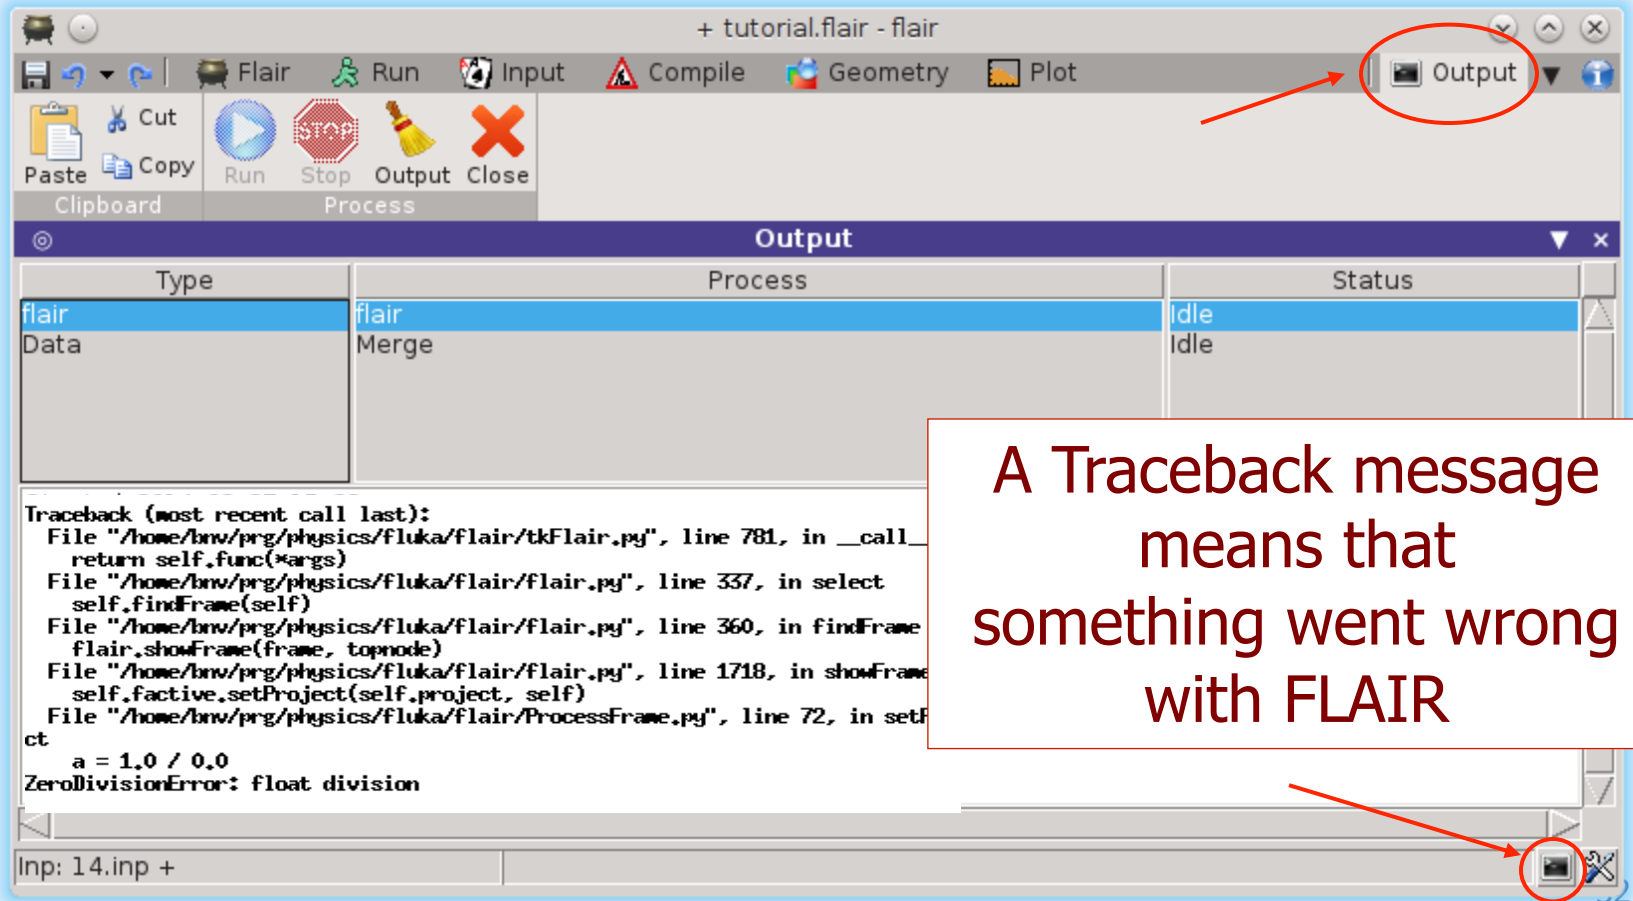 + tutorial.flair - flair
Flair Run Input Compile Geometry Plot Output
Cut
Copy
Paste Run Stop Output Close
Clipboard Process
Output
Type Process Status
flair flair Idle
Data Merge Idle
Traceback (most recent call last):
File "/home/bnv/prg/physics/fluka/flair/tkFlair.py", line 781, in __call__
return self.func(*args)
File "/home/bnv/prg/physics/fluka/flair/flair.py", line 337, in select
self.findFrame(self)
File "/home/bnv/prg/physics/fluka/flair/flair.py", line 360, in findFrame
flair.showFrame(frame, topnode)
File "/home/bnv/prg/physics/fluka/flair/flair.py", line 1718, in showFrame
self.factive.setProject(self.project, self)
File "/home/bnv/prg/physics/fluka/flair/ProcessFrame.py", line 72, in
ct
a = 1.0 / 0.0
ZeroDivisionError: float division
A Traceback message
means that
something went wrong
with FLAIR
Inp: 14.inp +